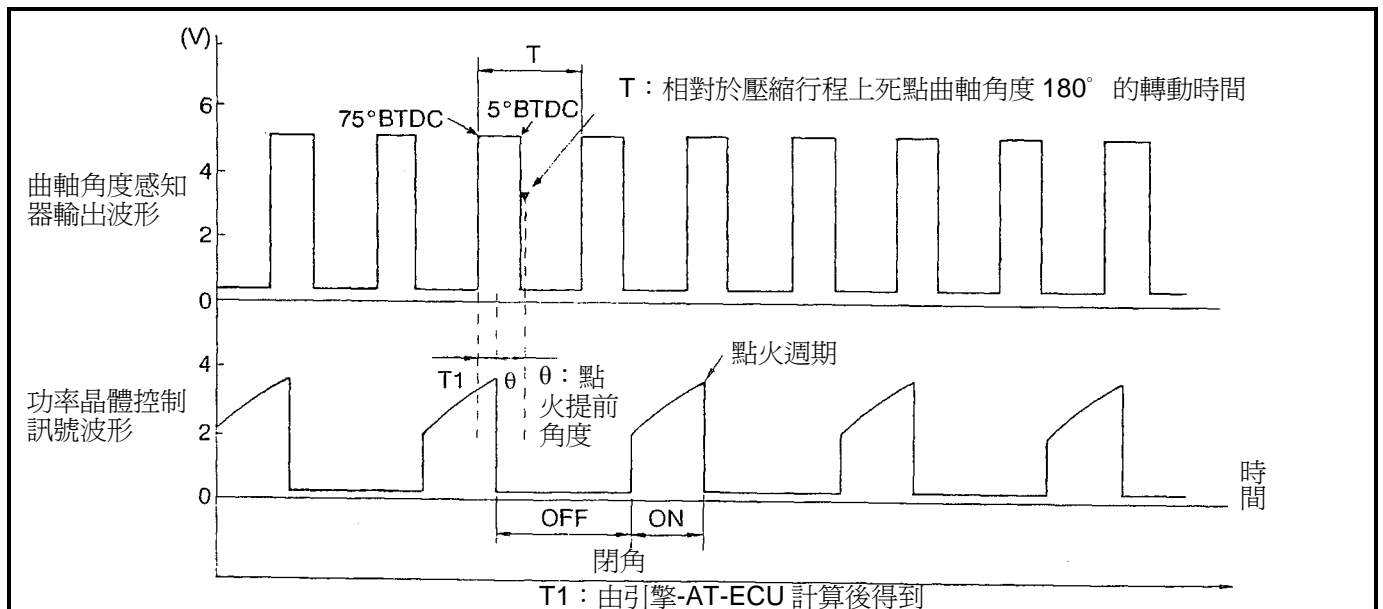 (V)
T
T：相對於壓縮行程上死點曲軸角度 180° 的轉動時間
6
75°BTDC
5°BTDC
4
曲軸角度感知
器輸出波形
2
0
4
T1
θ
θ：點
火提前
角度
點火週期
功率晶體控制
訊號波形
2
0
時
間
OFF
ON
閉角
T1：由引擎-AT-ECU 計算後得到